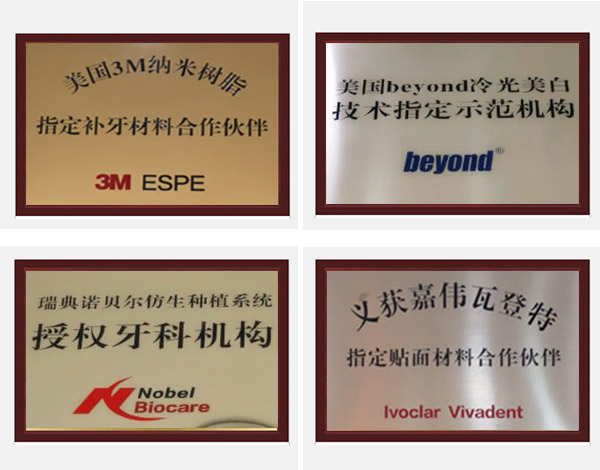 美国3M纳米树脂
指定补牙材料合作伙伴
3M ESPE
美国beyond冷光美白
技术指定示范机构
beyond®
瑞典诺贝尔仿生种植系统
授权牙科机构
Nobel
Biocare
义获嘉伟瓦登特
指定贴面材料合作伙伴
Ivoclar Vivadent